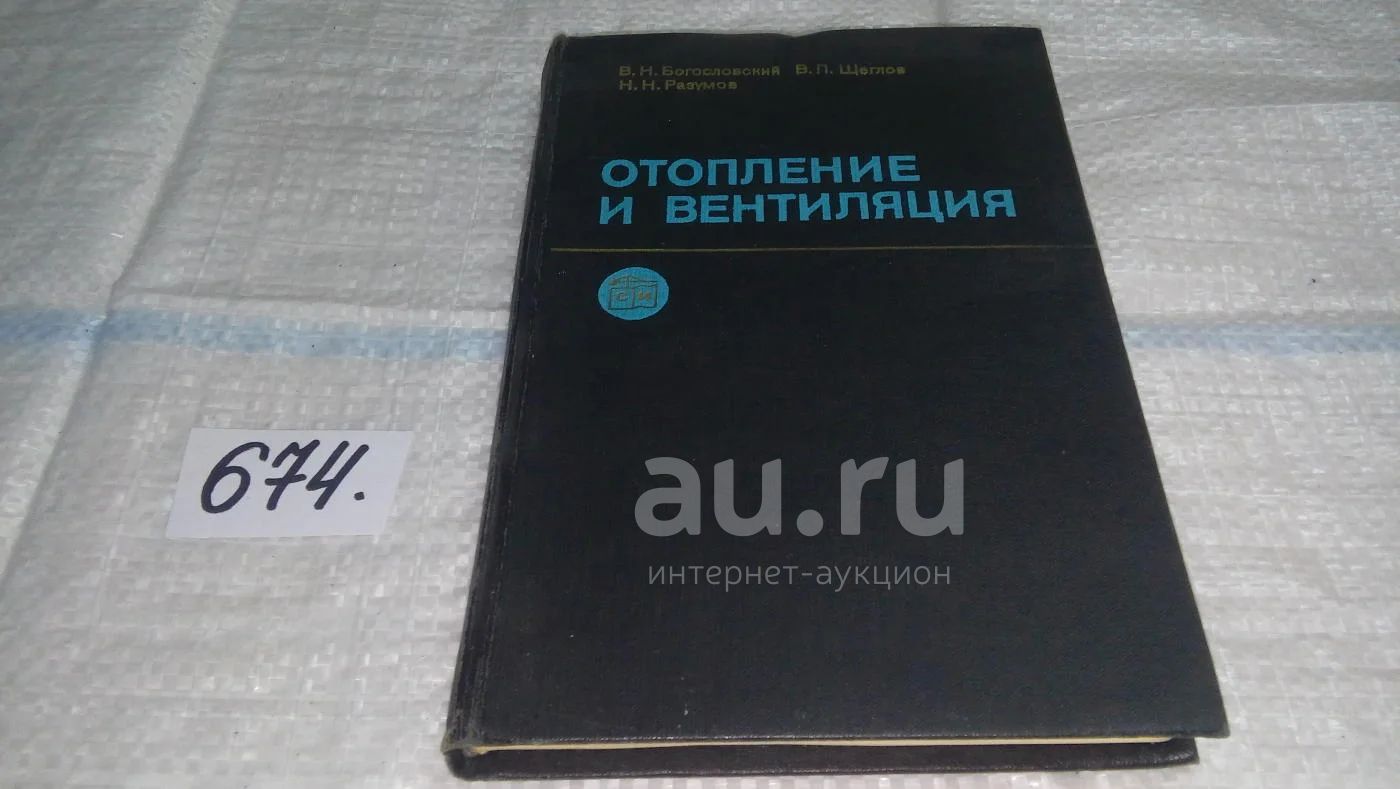 В. Н. Богословский В. П. Щеглов
Н. Н. Разумов
ОТОПЛЕНИЕ
И ВЕНТИЛЯЦИЯ
С И
674.
au.ru
интернет-аукцион